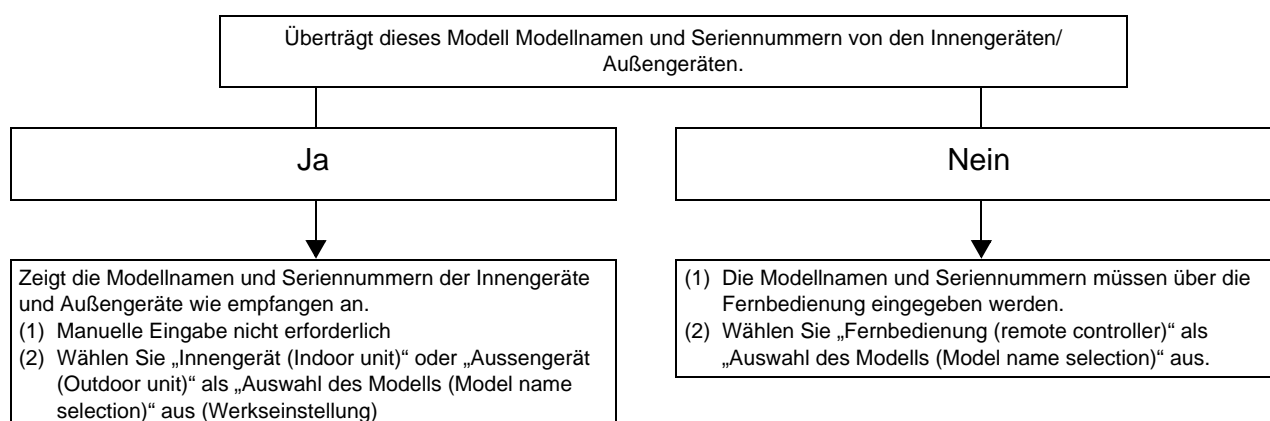 Überträgt dieses Modell Modellnamen und Seriennummern von den Innengeräten/
Außengeräten.
Ja
Nein
Zeigt die Modellnamen und Seriennummern der Innengeräte
und Außengeräte wie empfangen an.
(1) Manuelle Eingabe nicht erforderlich
(2) Wählen Sie „Innengerät (Indoor unit)“ oder „Aussengerät
(Outdoor unit)“ als „Auswahl des Modells (Model name
selection)“ aus (Werkseinstellung)
(1) Die Modellnamen und Seriennummern müssen über die
Fernbedienung eingegeben werden.
(2) Wählen Sie „Fernbedienung (remote controller)“ als
„Auswahl des Modells (Model name selection)“ aus.